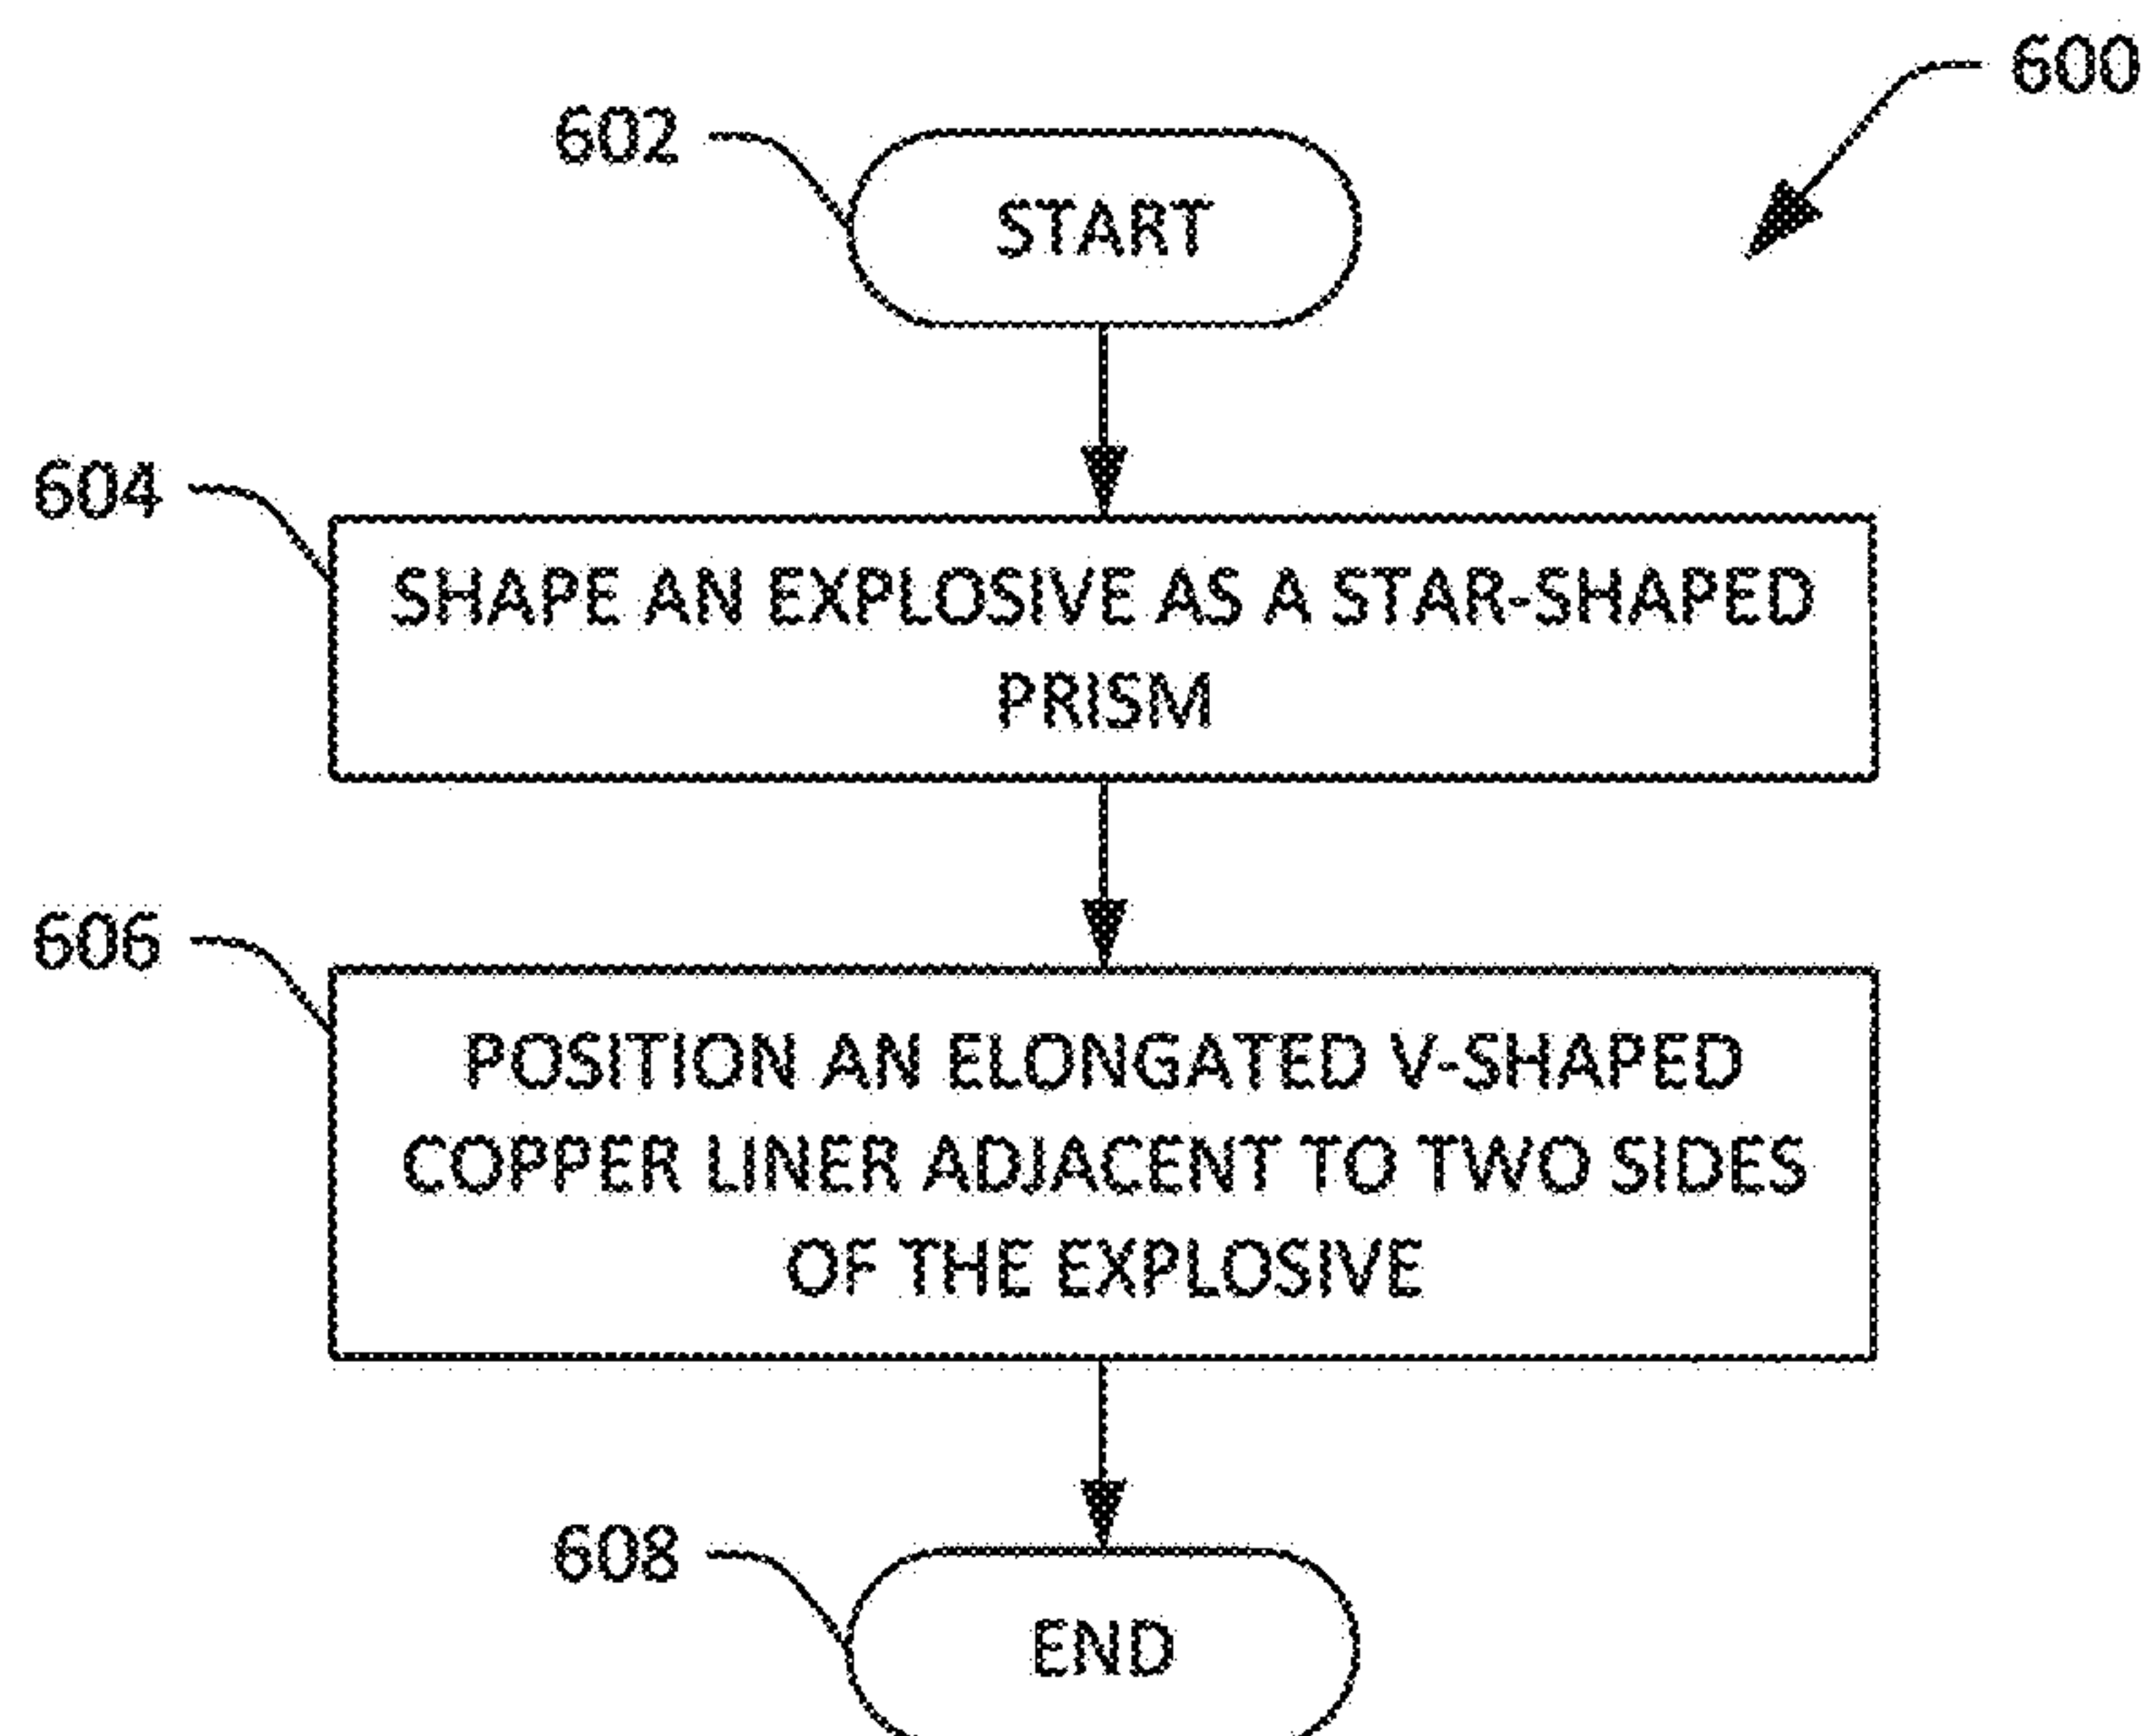 600
602
START
604
SHAPE AN EXPLOSIVE AS A STAR-SHAPED
PRISM
606
POSITION AN ELONGATED V-SHAPED
COPPER LINER ADJACENT TO TWO SIDES
OF THE EXPLOSIVE
608
END